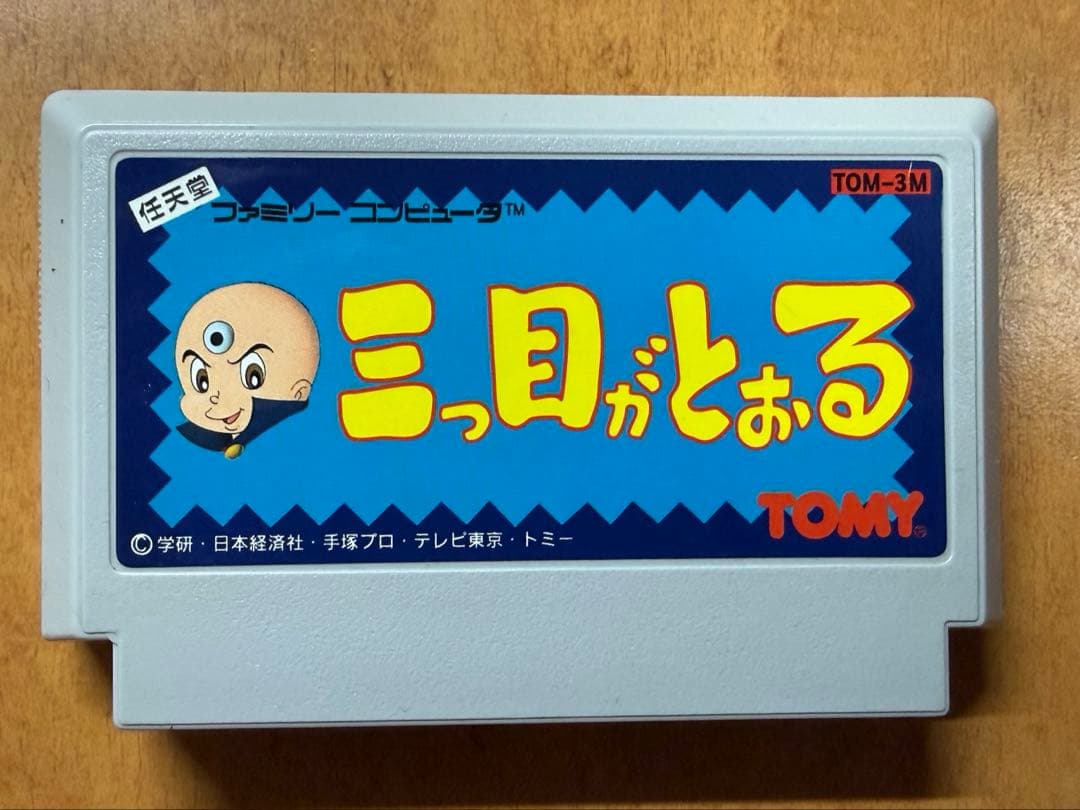 任天堂
ファミリーコンピュータ™
TOM-3M
三つ目がとおる
TOMY
©学研・日本経済社・手塚プロ・テレビ東京・トミー